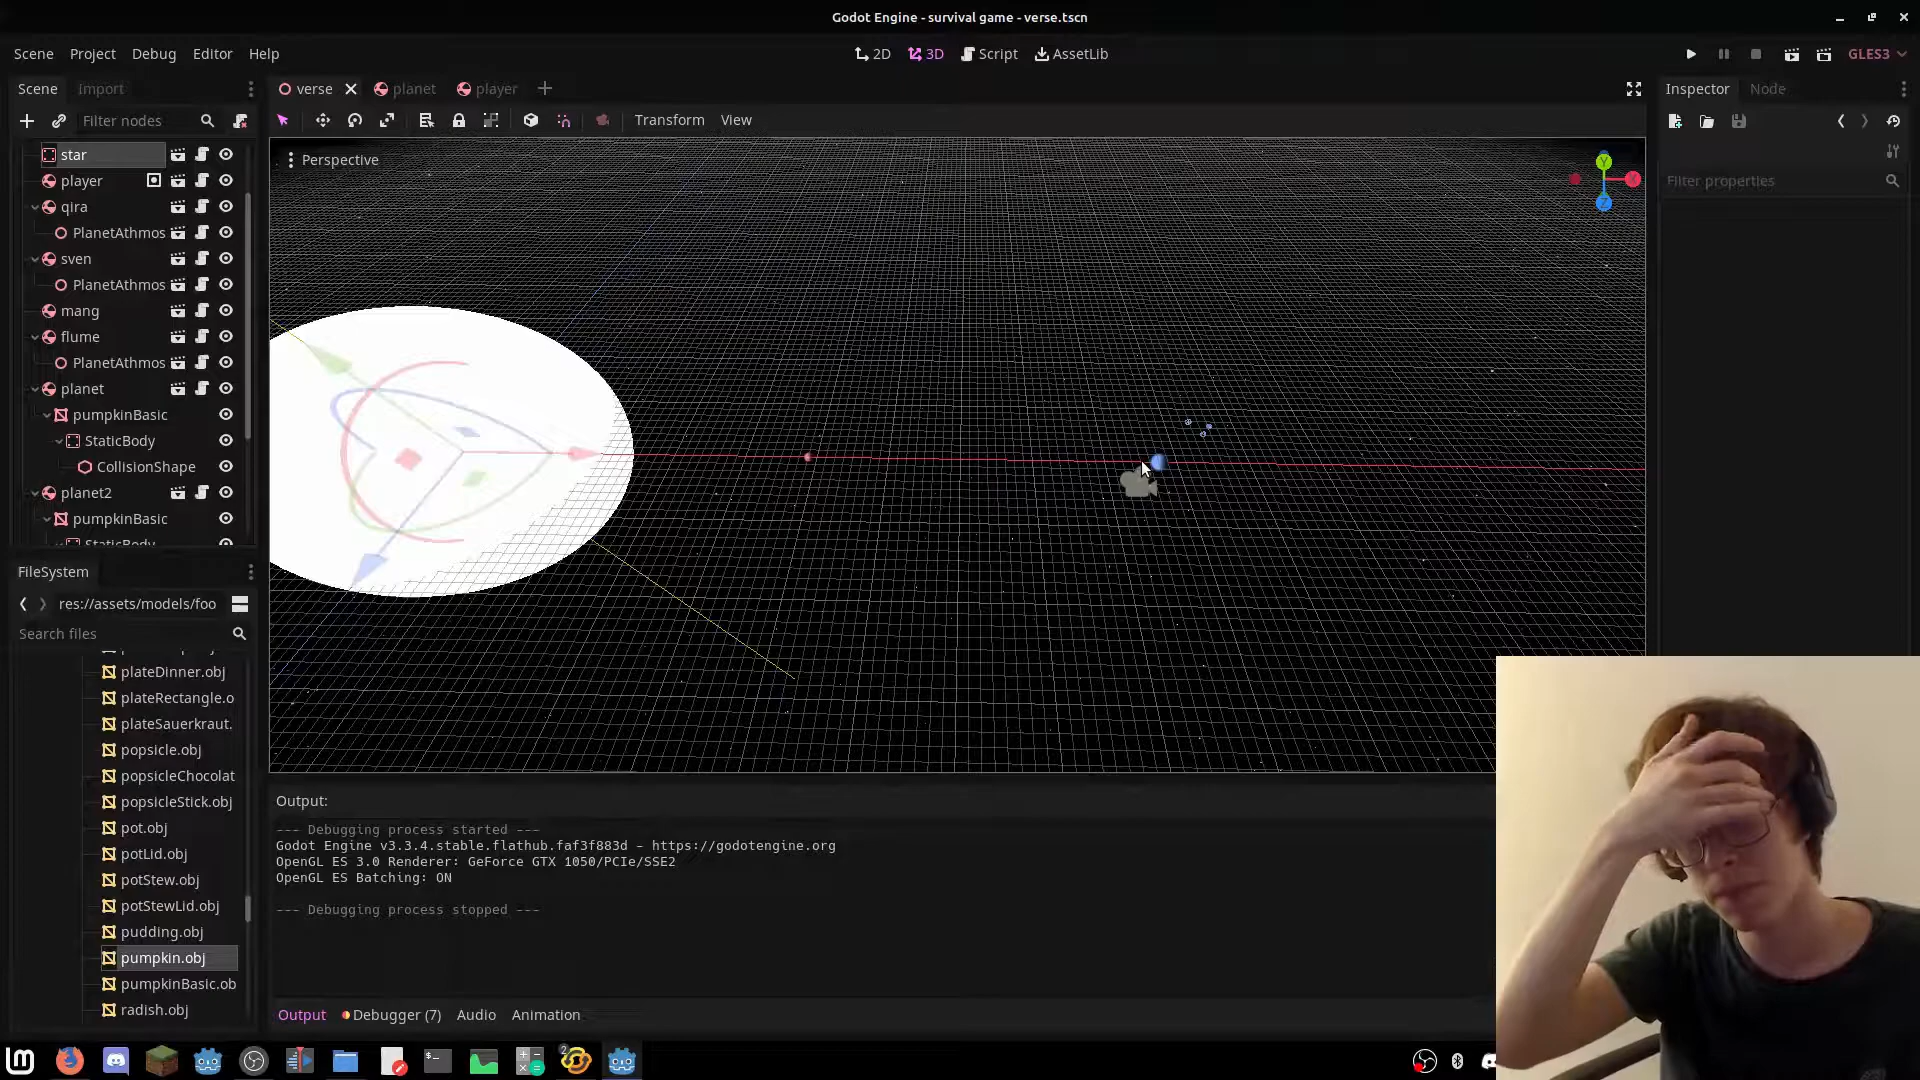 Godot Engine - survival game - verse.tscn
Scene Project Debug Editor Help
2D 3D Script AssetLib
GLES3
Scene Import
verse planet player
Inspector Node
Filter nodes
Transform View
Perspective
Y
X
Z
Filter properties
star
player
qira
PlanetAthmos
sven
PlanetAthmos
mang
flume
PlanetAthmos
planet
pumpkinBasic
StaticBody
CollisionShape
planet2
pumpkinBasic
StaticBody
FileSystem
res://assets/models/foo
Search files
plateDinner.obj
plateRectangle.o
plateSauerkraut.
popsicle.obj
popsicleChocolat
popsicleStick.obj
pot.obj
potLid.obj
potStew.obj
potStewLid.obj
pudding.obj
pumpkin.obj
pumpkinBasic.ob
radish.obj
Output:
--- Debugging process started ---
Godot Engine v3.3.4.stable.flathub.faf3f883d - https://godotengine.org
OpenGL ES 3.0 Renderer: GeForce GTX 1050/PCIe/SSE2
OpenGL ES Batching: ON
--- Debugging process stopped ---
Output Debugger (7) Audio Animation
2